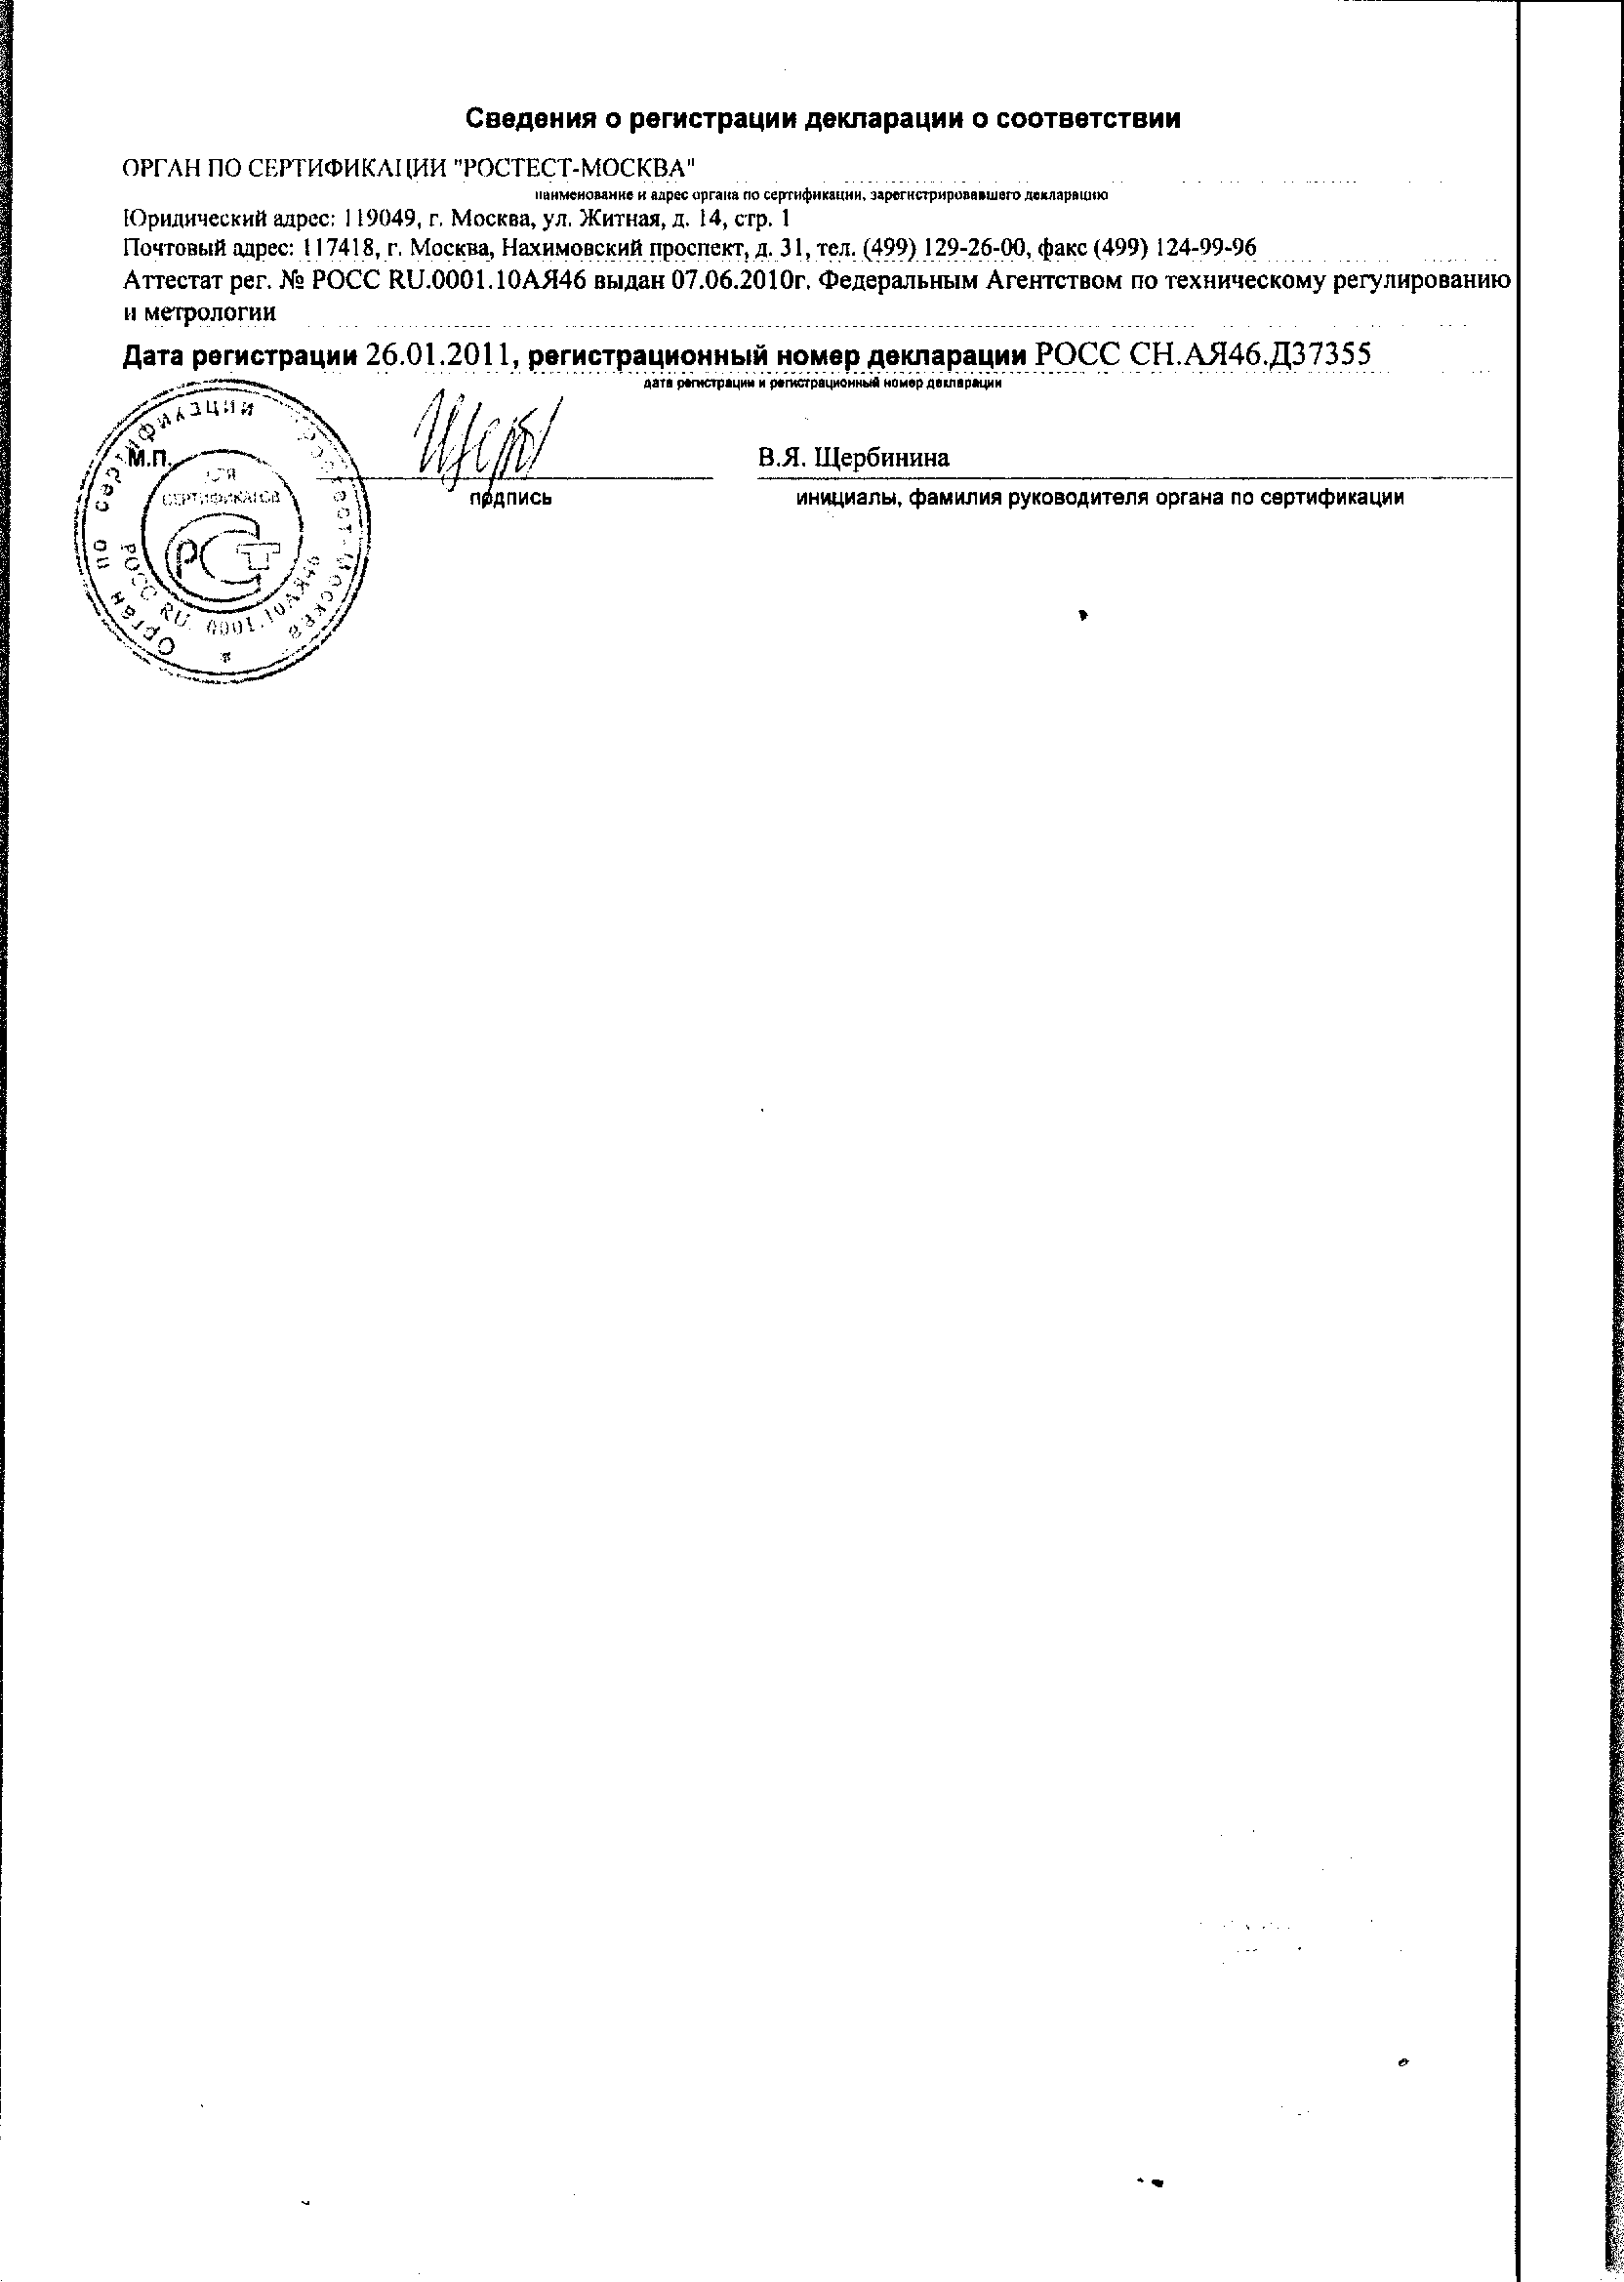 Сведения о регистрации декларации о соответствии
ОРГАН ПО СЕРТИФИКАЦИИ "РОСТЕСТ-МОСКВА"
наименование и адрес органа по сертификации, зарегистрировавшего декларацию
Юридический адрес: 119049, г. Москва, ул. Житная, д. 14, стр. 1
Почтовый адрес: 117418, г. Москва, Нахимовский проспект, д. 31, тел. (499) 129-26-00, факс (499) 124-99-96
Аттестат рег. № РОСС RU.0001.10АЯ46 выдан 07.06.2010г. Федеральным Агентством по техническому регулированию
и метрологии
Дата регистрации 26.01.2011, регистрационный номер декларации РОСС CH.АЯ46.Д37355
дата регистрации и регистрационный номер декларации
М.П.
В.Я. Щербинина
подпись
инициалы, фамилия руководителя органа по сертификации
Орган по сертификации Ростест-Москва
для
сертификатов
РСТ
РОСС RU. 0001.10АЯ46